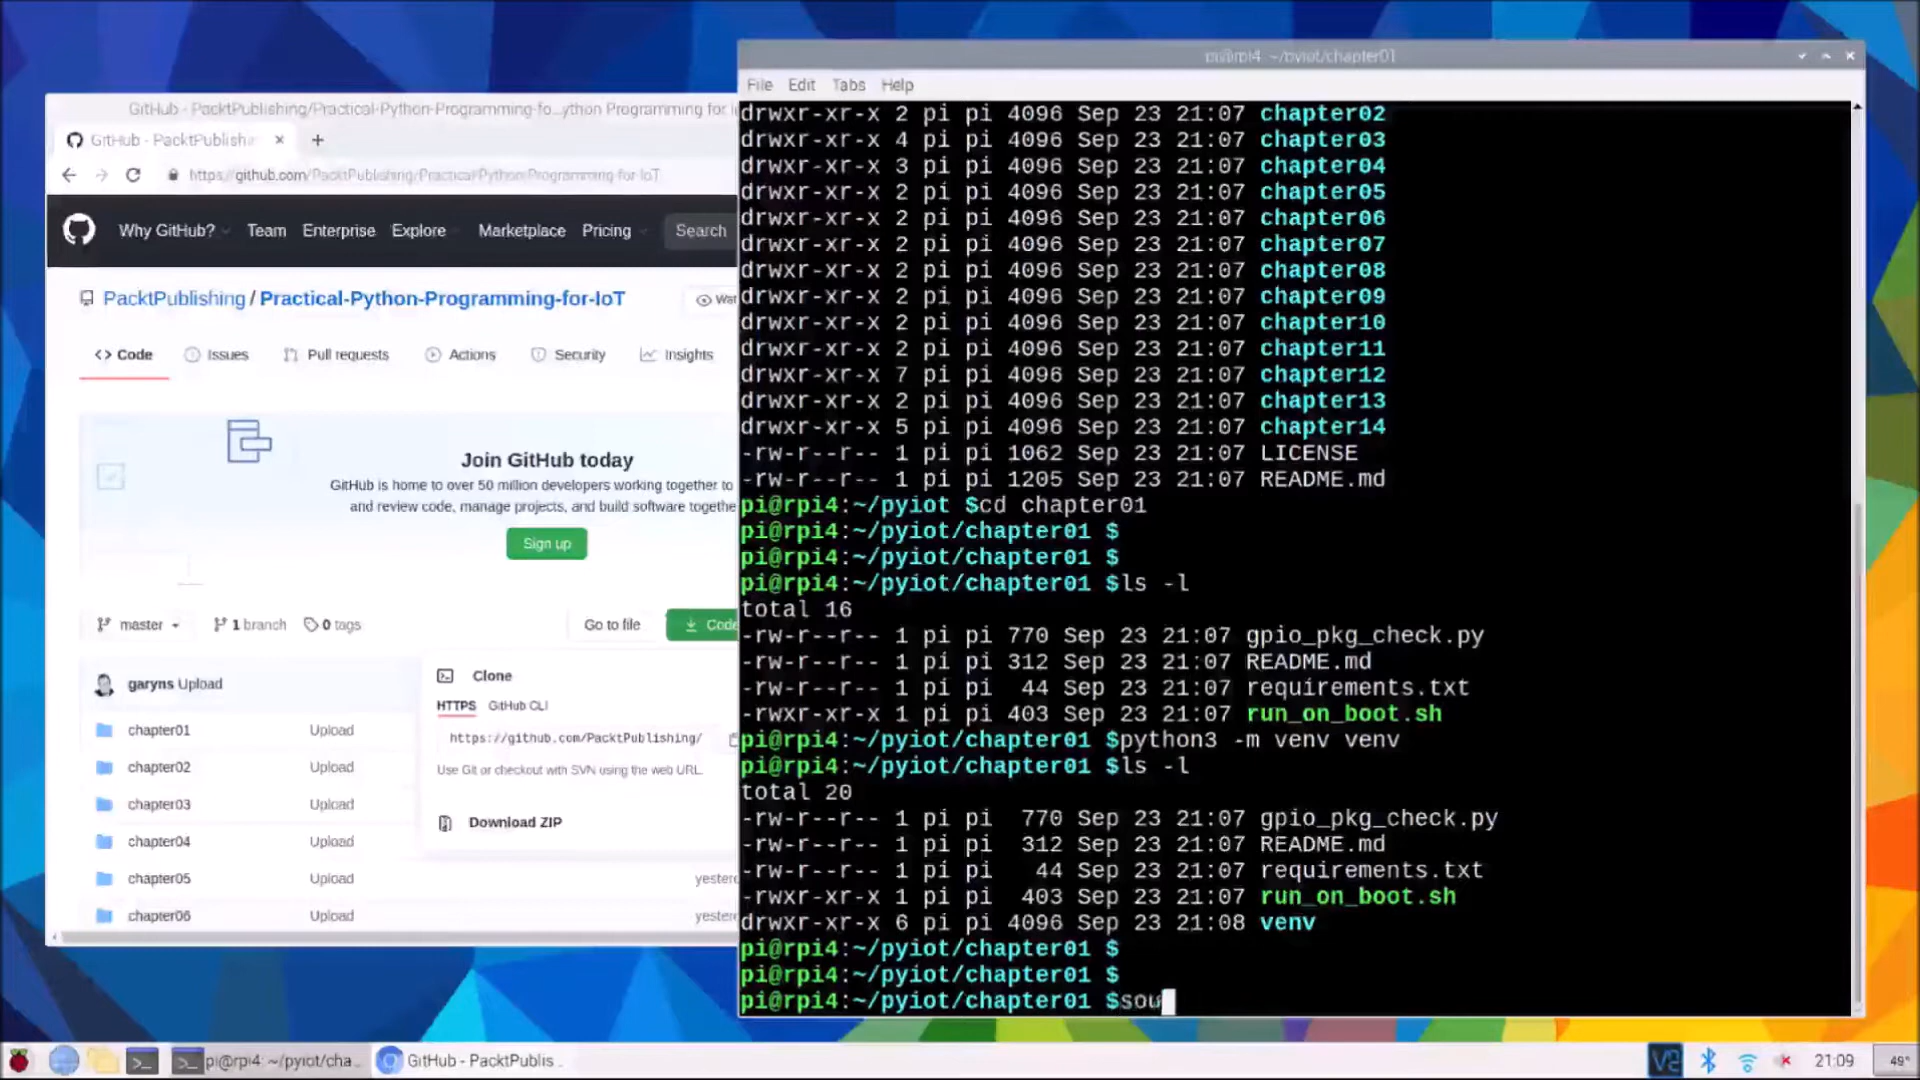 GitHub - PacktPublishing/Practical-Python-Programming-fo...ython Programming for Io
GitHub - PacktPublishin
https://github.com/PacktPublishing/Practical-Python-Programming-for-IoT
Why GitHub? Team Enterprise Explore Marketplace Pricing Search
PacktPublishing / Practical-Python-Programming-for-IoT
Code Issues Pull requests Actions Security Insights
Join GitHub today
GitHub is home to over 50 million developers working together to
and review code, manage projects, and build software togethe
Sign up
master 1 branch 0 tags Go to file Code
garyns Upload
chapter01 Upload
chapter02 Upload
chapter03 Upload
chapter04 Upload
chapter05 Upload yester
chapter06 Upload yester
Clone
HTTPS GitHub CLI
https://github.com/PacktPublishing/
Use Git or checkout with SVN using the web URL.
Download ZIP
pi@rpi4: ~/pyiot/chapter01
File Edit Tabs Help
drwxr-xr-x 2 pi pi 4096 Sep 23 21:07 chapter02
drwxr-xr-x 4 pi pi 4096 Sep 23 21:07 chapter03
drwxr-xr-x 3 pi pi 4096 Sep 23 21:07 chapter04
drwxr-xr-x 2 pi pi 4096 Sep 23 21:07 chapter05
drwxr-xr-x 2 pi pi 4096 Sep 23 21:07 chapter06
drwxr-xr-x 2 pi pi 4096 Sep 23 21:07 chapter07
drwxr-xr-x 2 pi pi 4096 Sep 23 21:07 chapter08
drwxr-xr-x 2 pi pi 4096 Sep 23 21:07 chapter09
drwxr-xr-x 2 pi pi 4096 Sep 23 21:07 chapter10
drwxr-xr-x 2 pi pi 4096 Sep 23 21:07 chapter11
drwxr-xr-x 7 pi pi 4096 Sep 23 21:07 chapter12
drwxr-xr-x 2 pi pi 4096 Sep 23 21:07 chapter13
drwxr-xr-x 5 pi pi 4096 Sep 23 21:07 chapter14
-rw-r--r-- 1 pi pi 1062 Sep 23 21:07 LICENSE
-rw-r--r-- 1 pi pi 1205 Sep 23 21:07 README.md
pi@rpi4:~/pyiot $cd chapter01
pi@rpi4:~/pyiot/chapter01 $
pi@rpi4:~/pyiot/chapter01 $
pi@rpi4:~/pyiot/chapter01 $ls -l
total 16
-rw-r--r-- 1 pi pi 770 Sep 23 21:07 gpio_pkg_check.py
-rw-r--r-- 1 pi pi 312 Sep 23 21:07 README.md
-rw-r--r-- 1 pi pi 44 Sep 23 21:07 requirements.txt
-rwxr-xr-x 1 pi pi 403 Sep 23 21:07 run_on_boot.sh
pi@rpi4:~/pyiot/chapter01 $python3 -m venv venv
pi@rpi4:~/pyiot/chapter01 $ls -l
total 20
-rw-r--r-- 1 pi pi 770 Sep 23 21:07 gpio_pkg_check.py
-rw-r--r-- 1 pi pi 312 Sep 23 21:07 README.md
-rw-r--r-- 1 pi pi 44 Sep 23 21:07 requirements.txt
-rwxr-xr-x 1 pi pi 403 Sep 23 21:07 run_on_boot.sh
drwxr-xr-x 6 pi pi 4096 Sep 23 21:08 venv
pi@rpi4:~/pyiot/chapter01 $
pi@rpi4:~/pyiot/chapter01 $
pi@rpi4:~/pyiot/chapter01 $sou
pi@rpi4: ~/pyiot/cha... GitHub - PacktPublis... 21:09 49°